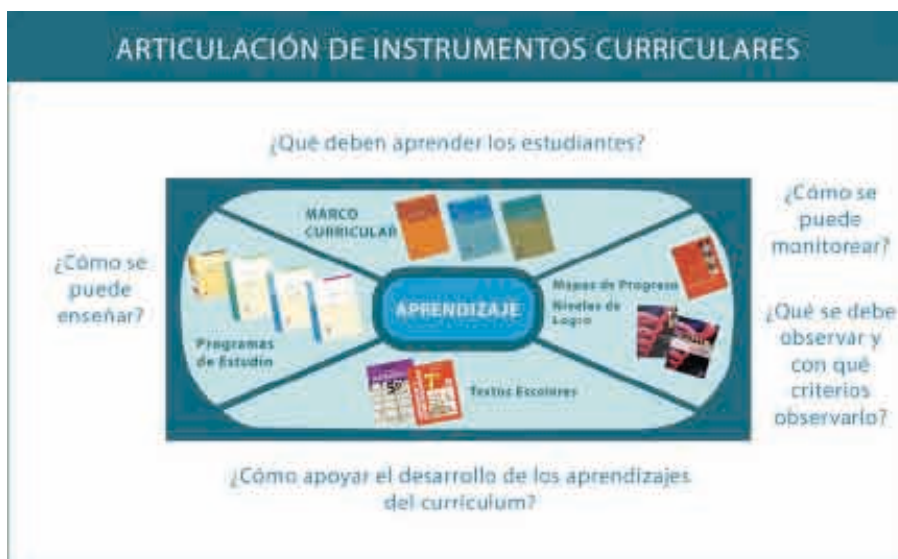 ARTICULACIÓN DE INSTRUMENTOS CURRICULARES
¿Qué deben aprender los estudiantes?
MARCO
CURRICULAR
¿Cómo se
puede
monitorear?
¿Cómo se
puede
enseñar?
Mapas de Progreso
Niveles de
Logro
APRENDIZAJE
¿Qué se debe
observar y
con qué
criterios
observarlo?
Programas
de Estudio
Textos Escolares
¿Cómo apoyar el desarrollo de los aprendizajes
del curriculum?